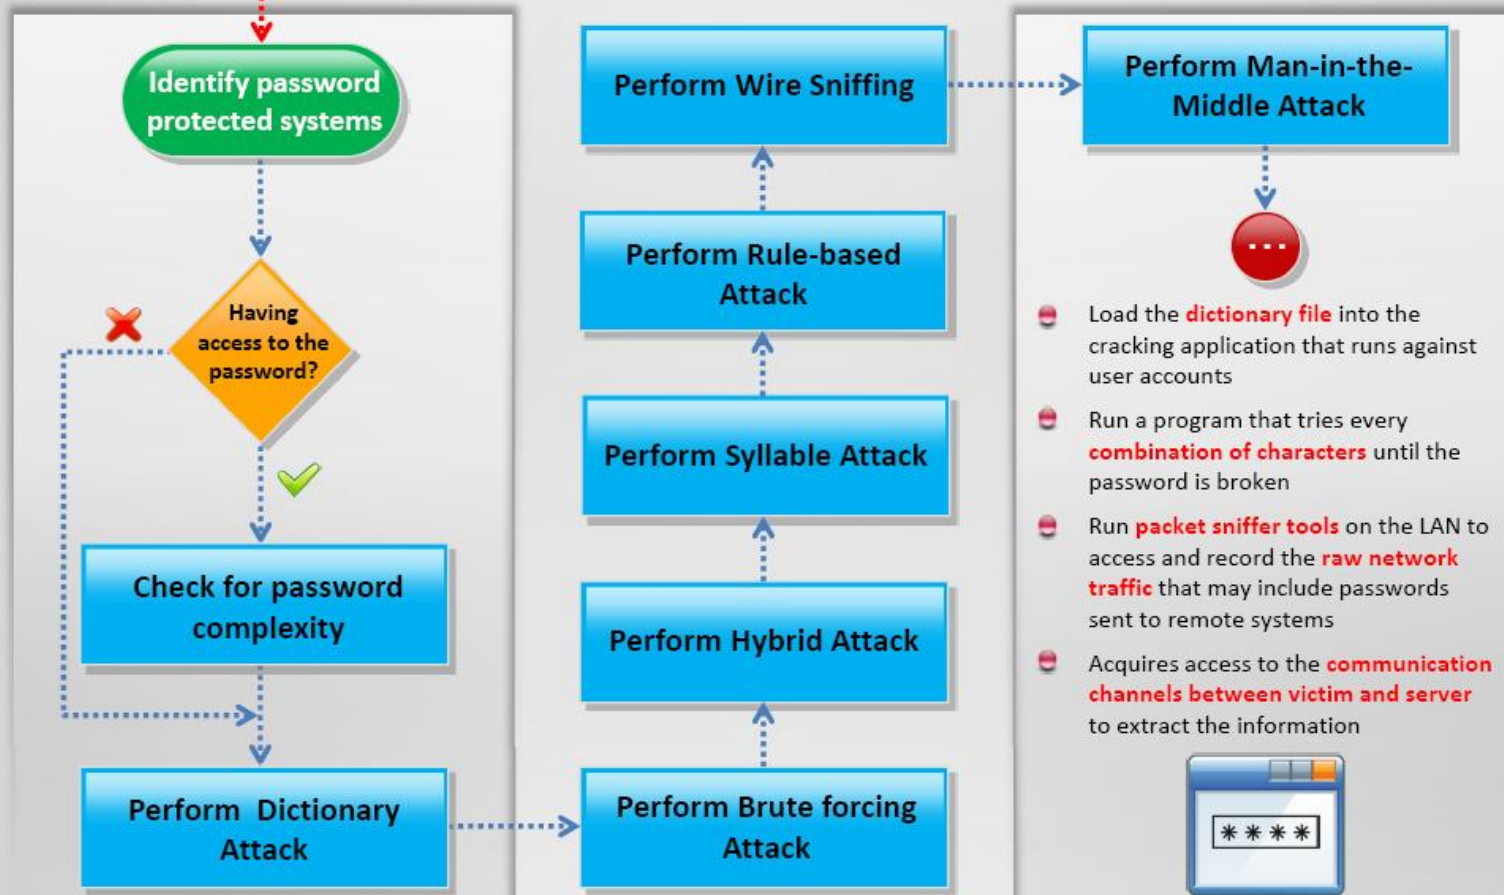 Identify password
protected systems
Having
access to the
password?
Check for password
complexity
Perform Dictionary
Attack
Perform Brute forcing
Attack
Perform Hybrid Attack
Perform Syllable Attack
Perform Rule-based
Attack
Perform Wire Sniffing
Perform Man-in-the-
Middle Attack
...
Load the dictionary file into the
cracking application that runs against
user accounts
Run a program that tries every
combination of characters until the
password is broken
Run packet sniffer tools on the LAN to
access and record the raw network
traffic that may include passwords
sent to remote systems
Acquires access to the communication
channels between victim and server
to extract the information
****